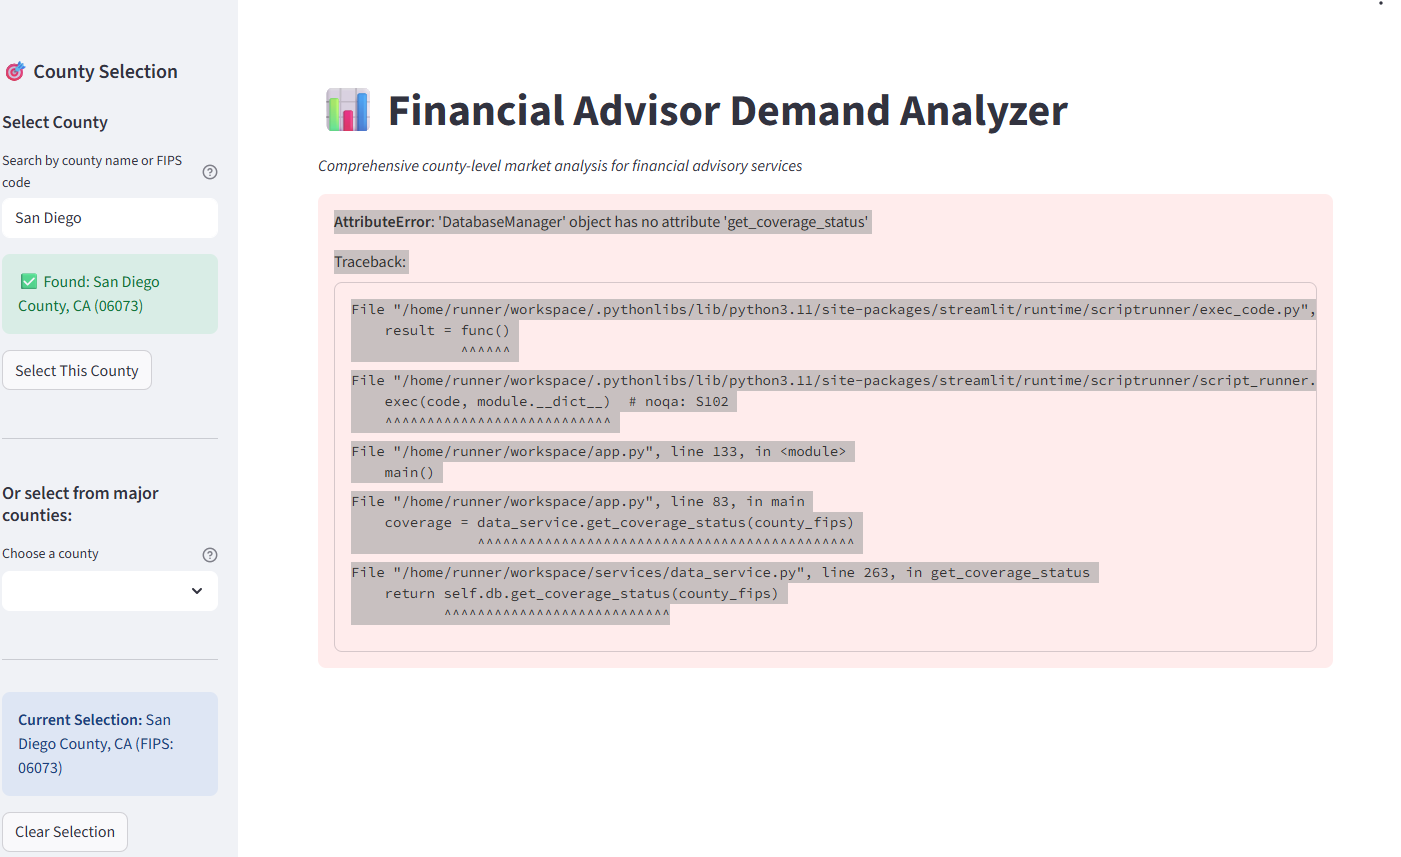 County Selection
Select County
Search by county name or FIPS
code
San Diego
Found: San Diego
County, CA (06073)
Select This County
Or select from major
counties:
Choose a county
Current Selection: San
Diego County, CA (FIPS:
06073)
Clear Selection
Financial Advisor Demand Analyzer
Comprehensive county-level market analysis for financial advisory services
AttributeError: 'DatabaseManager' object has no attribute 'get_coverage_status'
Traceback:
File "/home/runner/workspace/.pythonlibs/lib/python3.11/site-packages/streamlit/runtime/scriptrunner/exec_code.py",
result = func()
^^^^^^
File "/home/runner/workspace/.pythonlibs/lib/python3.11/site-packages/streamlit/runtime/scriptrunner/script_runner.
exec(code, module.__dict__)  # noqa: S102
^^^^^^^^^^^^^^^^^^^^^^^^^^^
File "/home/runner/workspace/app.py", line 133, in <module>
main()
File "/home/runner/workspace/app.py", line 83, in main
coverage = data_service.get_coverage_status(county_fips)
^^^^^^^^^^^^^^^^^^^^^^^^^^^^^^^^^^^^^^^^^^^^^
File "/home/runner/workspace/services/data_service.py", line 263, in get_coverage_status
return self.db.get_coverage_status(county_fips)
^^^^^^^^^^^^^^^^^^^^^^^^^^^